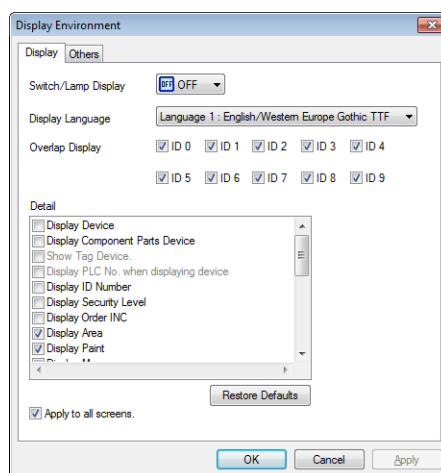 Display Environment
Display Others
Switch/Lamp Display OFF OFF
Display Language Language 1 : English/Western Europe Gothic TTF
Overlap Display ID 0 ID 1 ID 2 ID 3 ID 4
ID 5 ID 6 ID 7 ID 8 ID 9
Detail
Display Device
Display Component Parts Device
Show Tag Device.
Display PLC No. when displaying device
Display ID Number
Display Security Level
Display Order INC
Display Area
Display Paint
Restore Defaults
Apply to all screens.
OK Cancel Apply